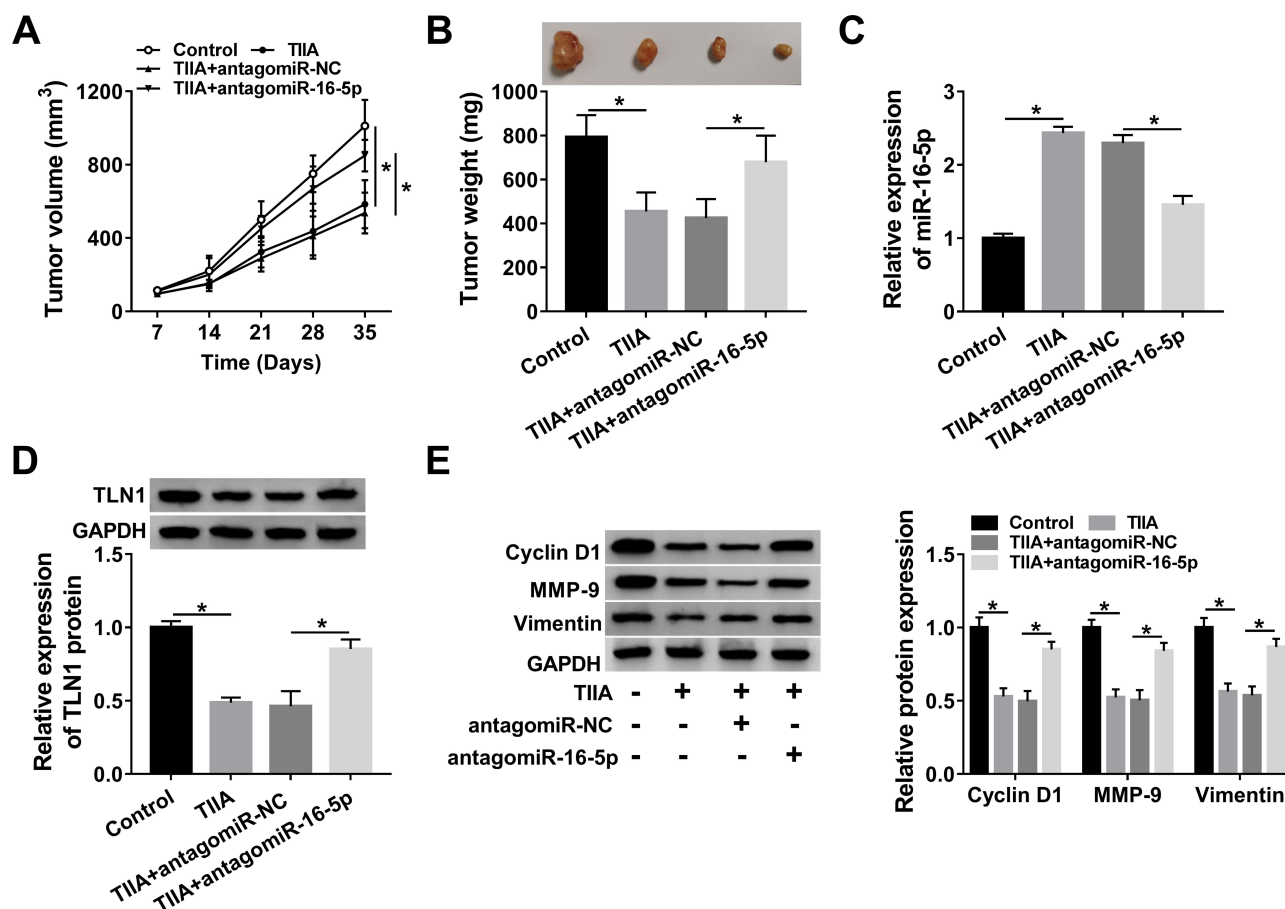 A
Control TIIA
TIIA+antagomiR-NC
TIIA+antagomiR-16-5p
Tumor volume (mm3)
1200
800
400
0
7 14 21 28 35
Time (Days)
*
*
B
Tumor weight (mg)
1000
800
600
400
200
0
* *
Control
TIIA
TIIA+antagomiR-NC
TIIA+antagomiR-16-5p
C
Relative expression
of miR-16-5p
3
2
1
0
* *
Control
TIIA
TIIA+antagomiR-NC
TIIA+antagomiR-16-5p
D
TLN1
GAPDH
Relative expression
of TLN1 protein
1.5
1.0
0.5
0.0
* *
Control
TIIA
TIIA+antagomiR-NC
TIIA+antagomiR-16-5p
E
Cyclin D1
MMP-9
Vimentin
GAPDH
TIIA - + + +
antagomiR-NC - - + -
antagomiR-16-5p - - - +
Control TIIA
TIIA+antagomiR-NC
TIIA+antagomiR-16-5p
Relative protein expression
1.5
1.0
0.5
0.0
* * * * * *
Cyclin D1 MMP-9 Vimentin